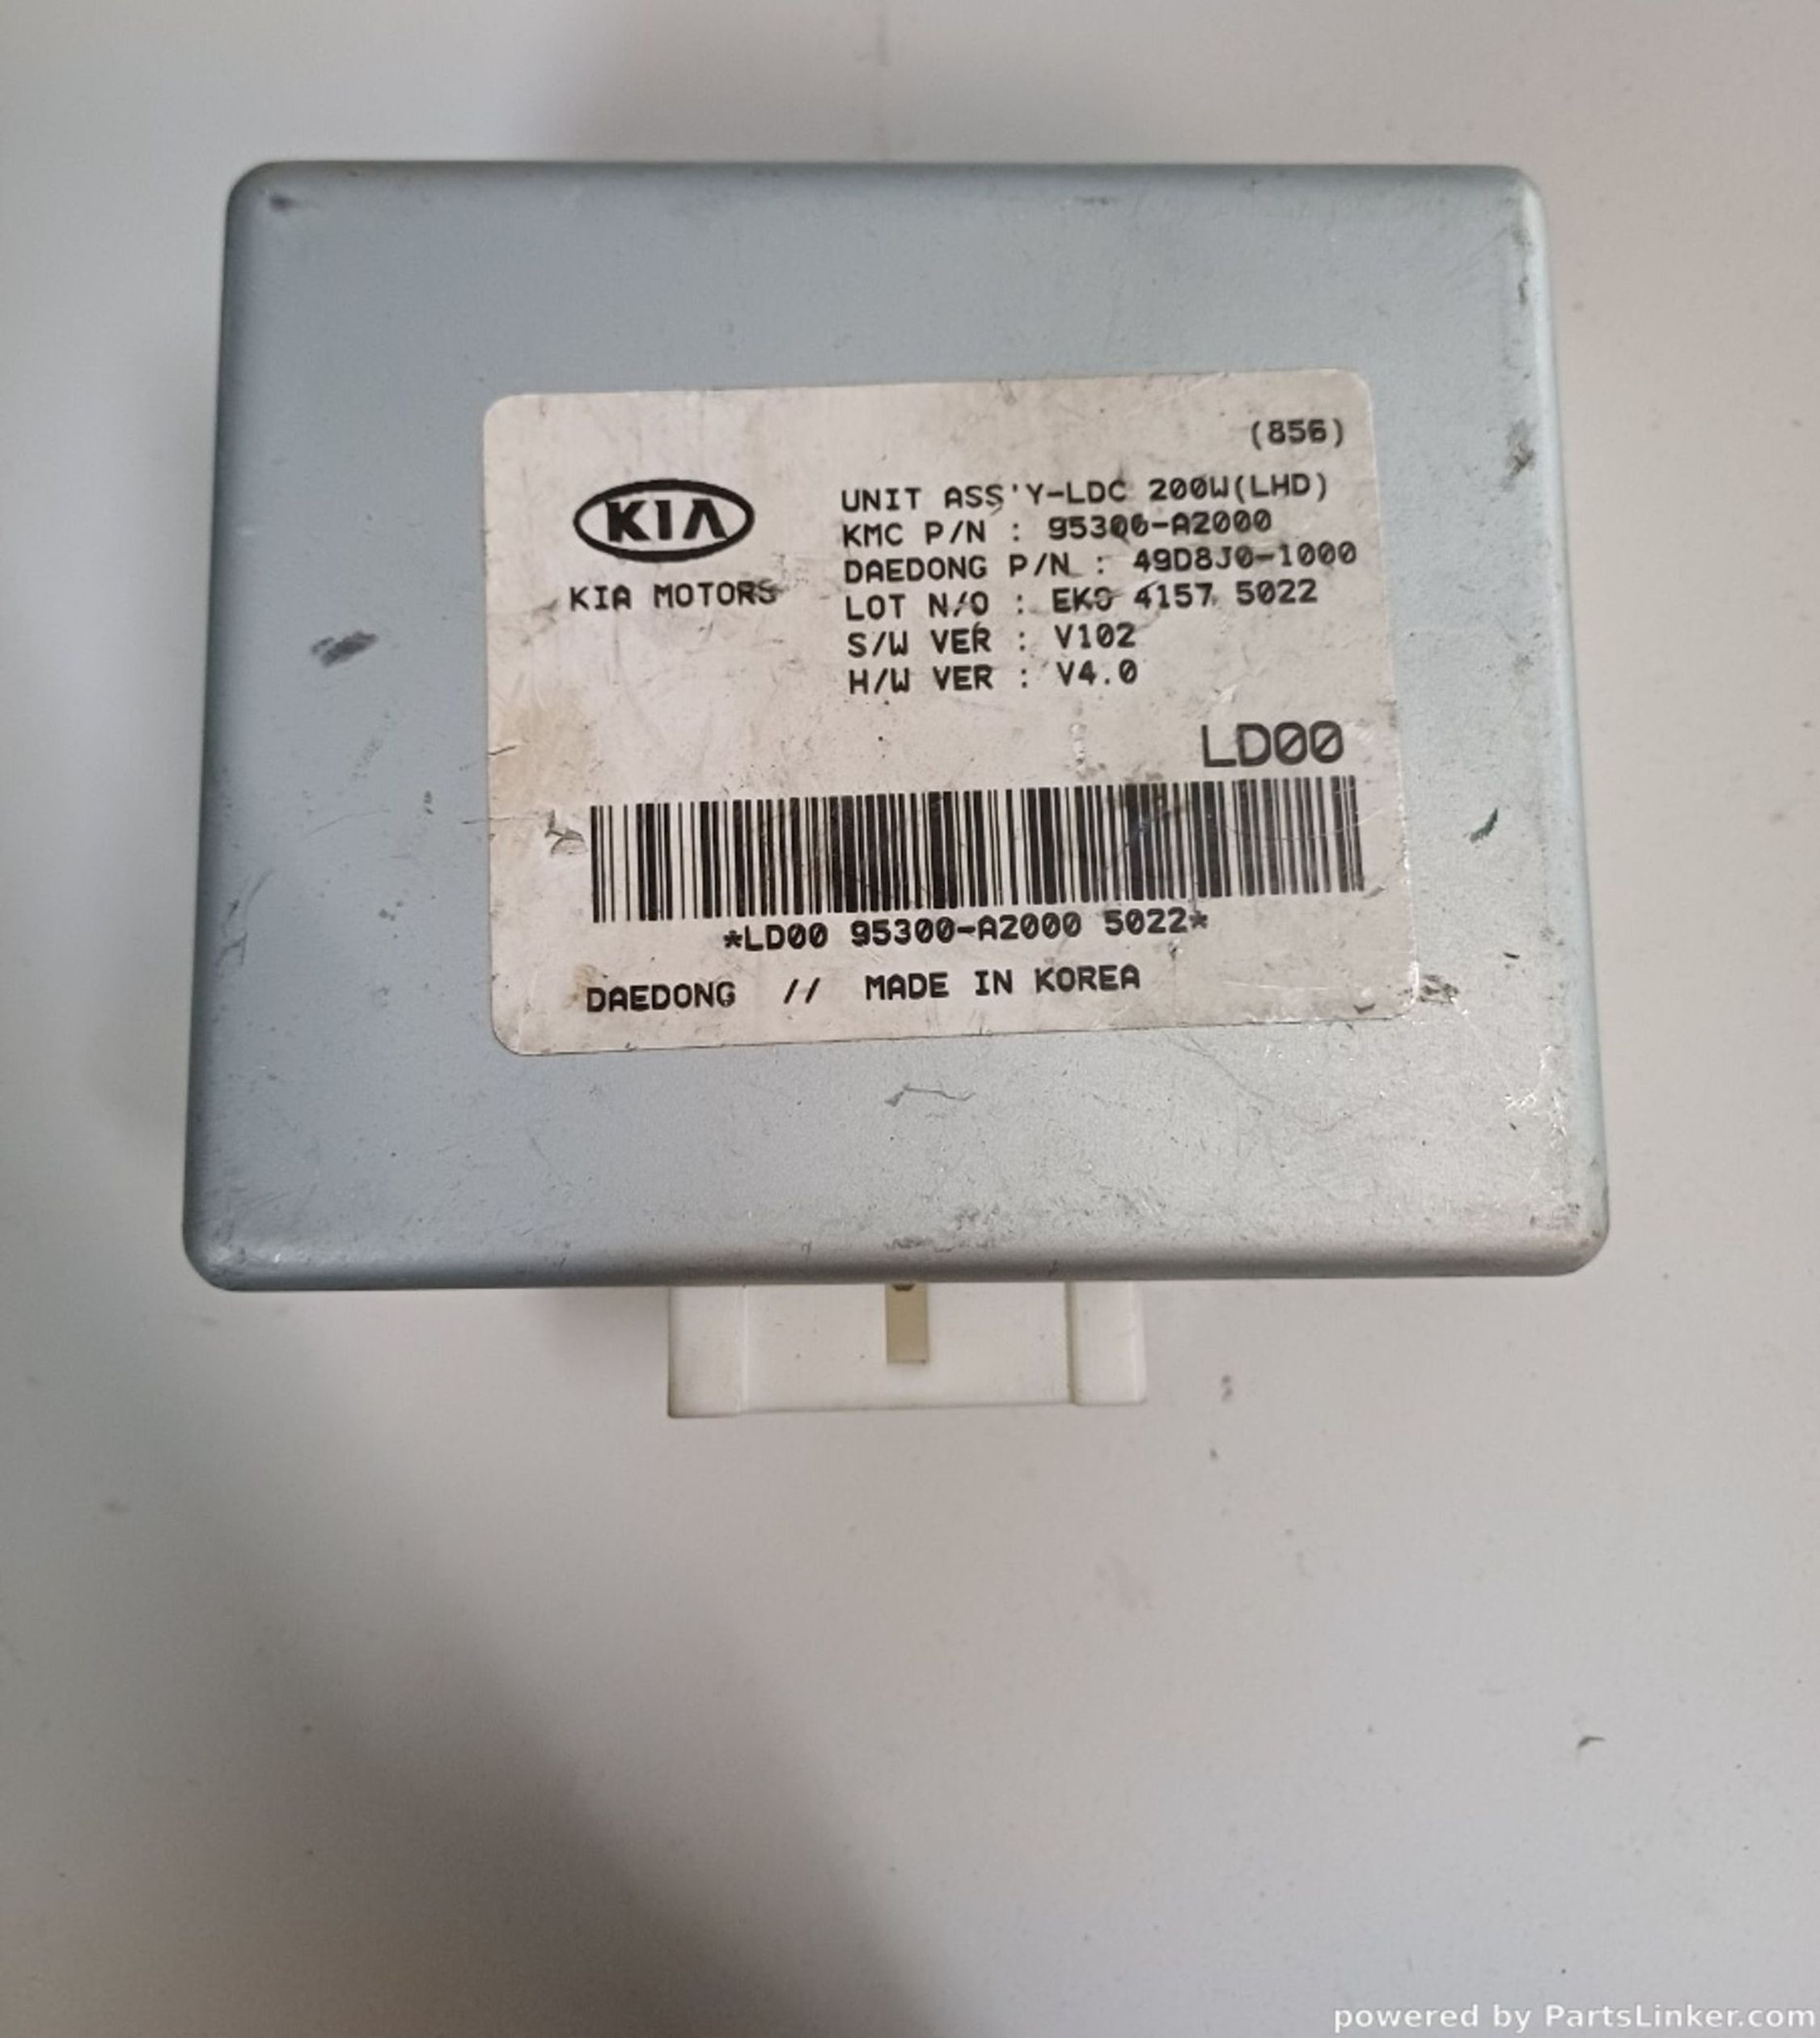 (856)
UNIT ASS'Y-LDC 200W(LHD)
KIA
KMC P/N : 95300-A2000
DAEDONG P/N : 49D8J0-1000
KIA MOTORS
LOT N/O : EKO 4157 5022
S/W VER : V102
H/W VER : V4.0
LD00
*LD00 95300-A2000 5022*
DAEDONG // MADE IN KOREA
powered by PartsLinker.com